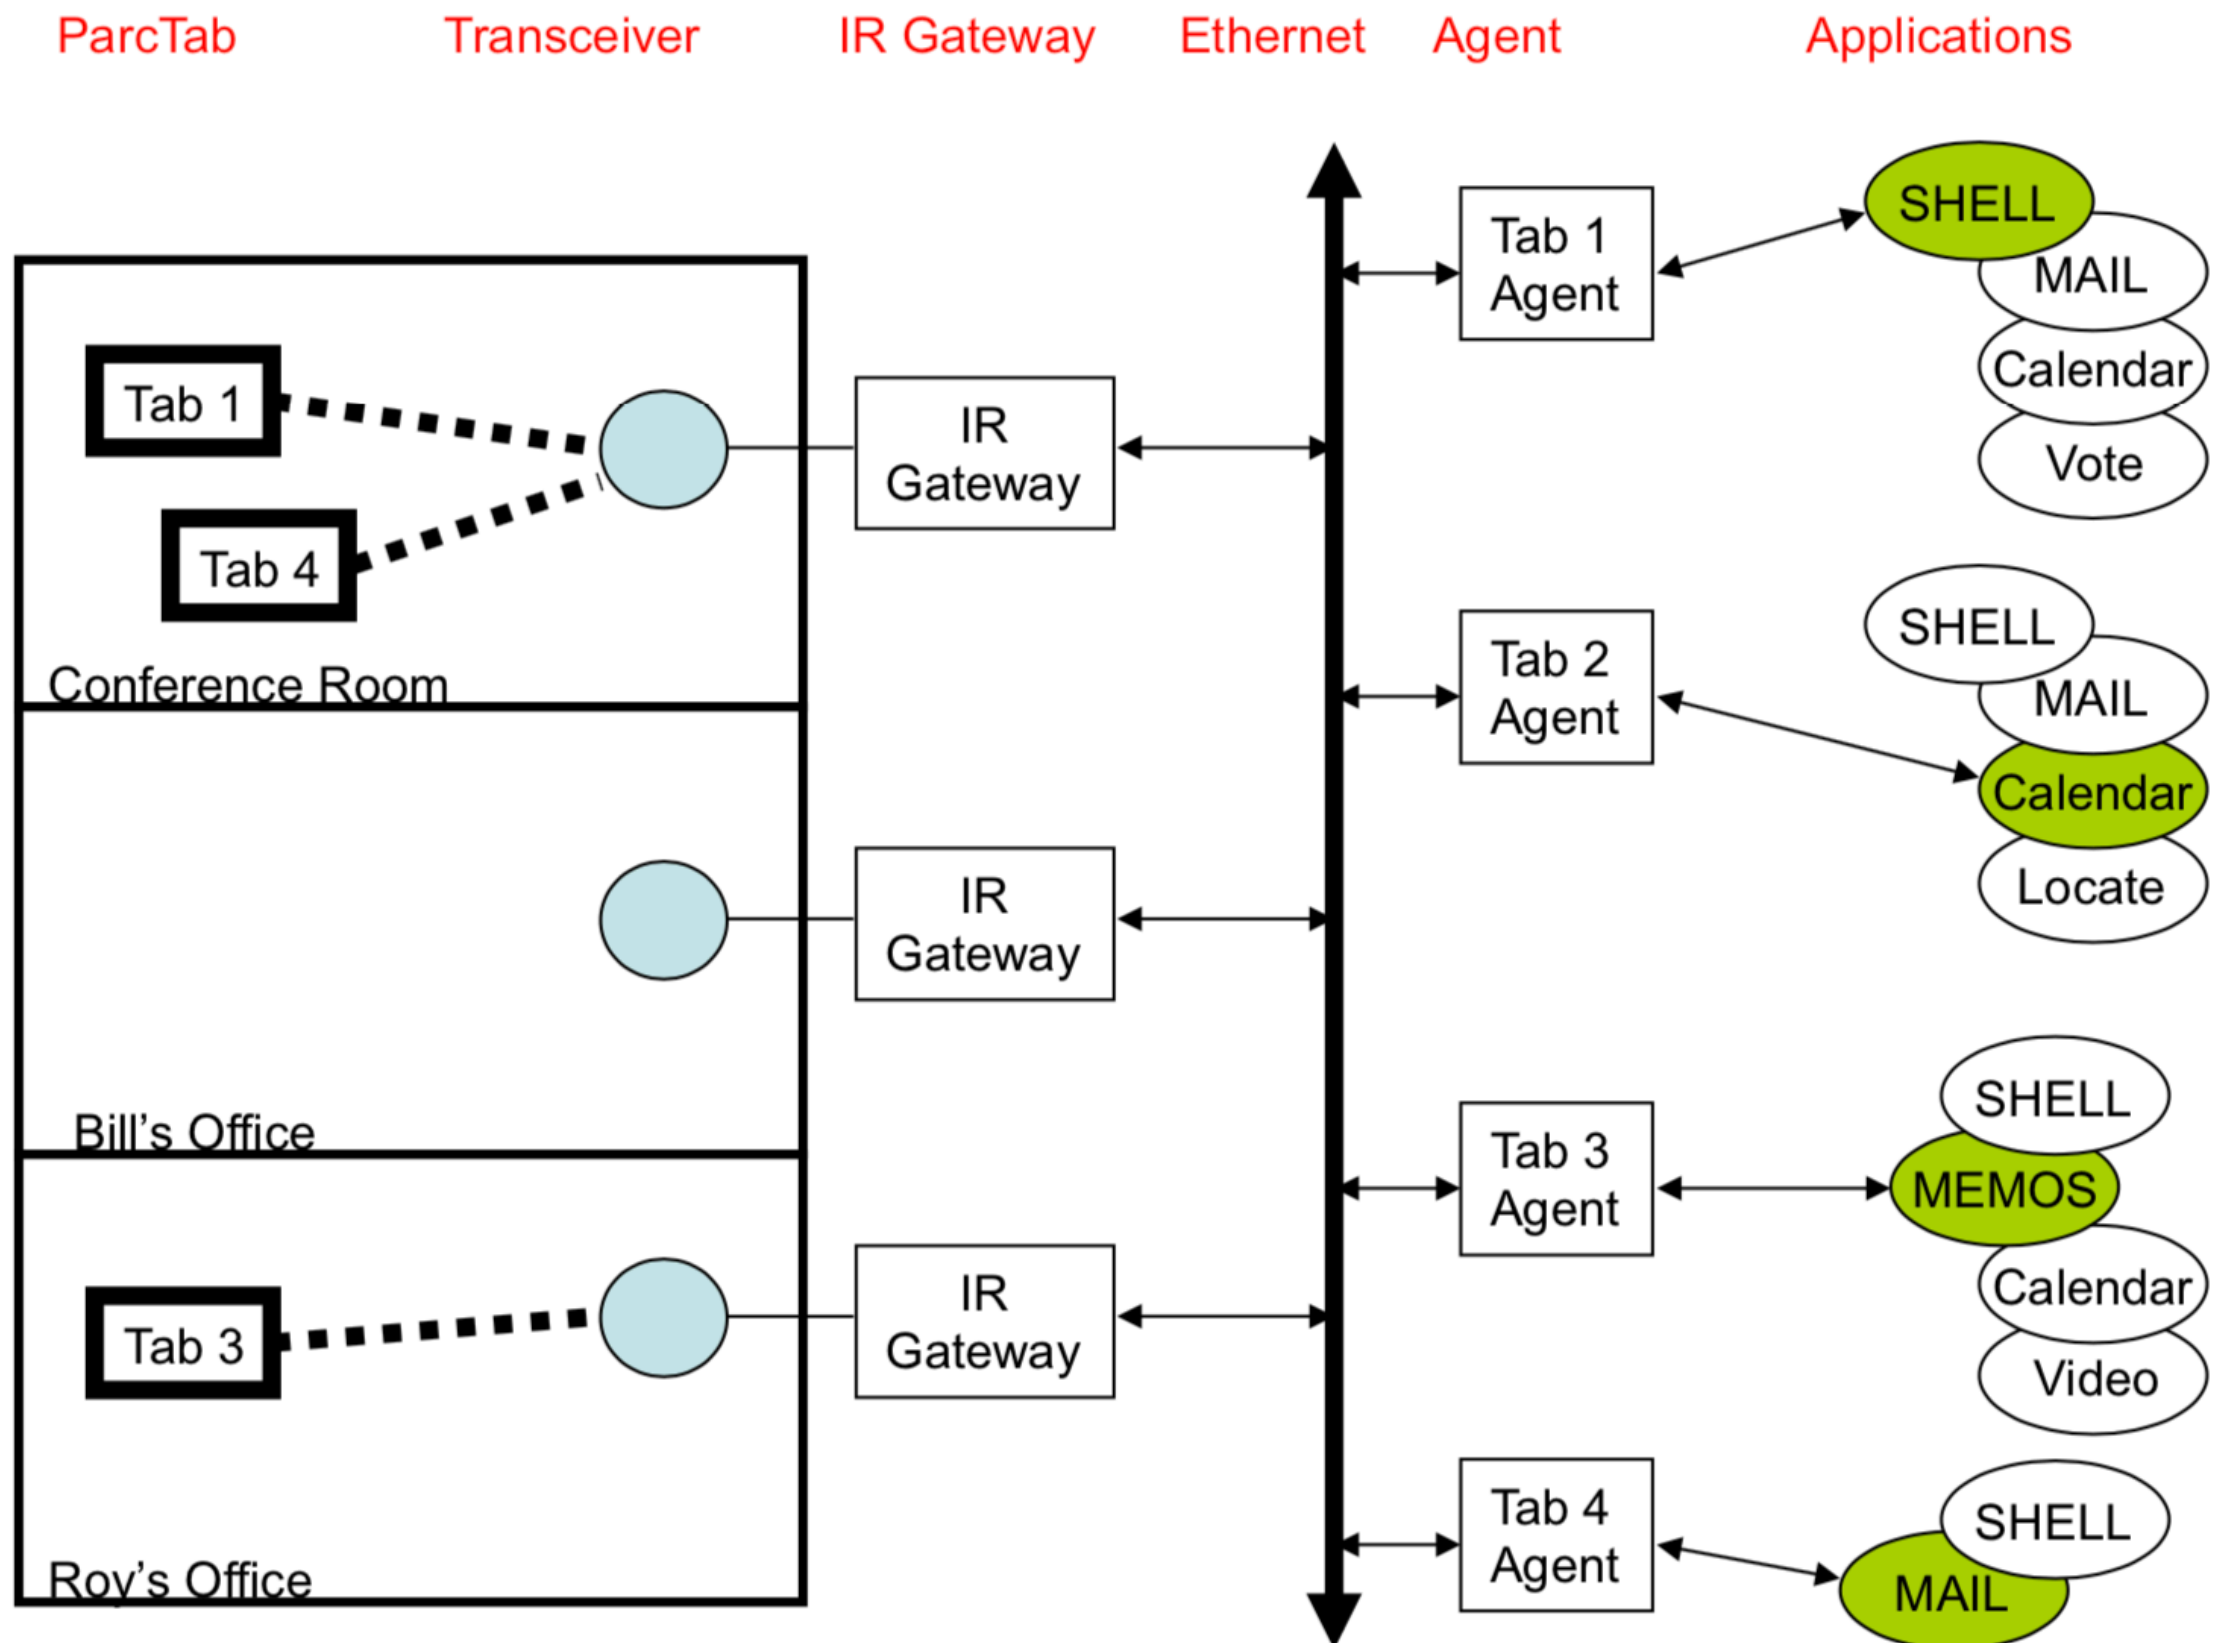 ParcTab Transceiver IR Gateway Ethernet Agent Applications
Tab 1
Tab 4
Conference Room
Bill's Office
Tab 3
Roy's Office
IR
Gateway
IR
Gateway
IR
Gateway
Tab 1
Agent
SHELL
MAIL
Calendar
Vote
Tab 2
Agent
SHELL
MAIL
Calendar
Locate
Tab 3
Agent
SHELL
MEMOS
Calendar
Video
Tab 4
Agent
SHELL
MAIL